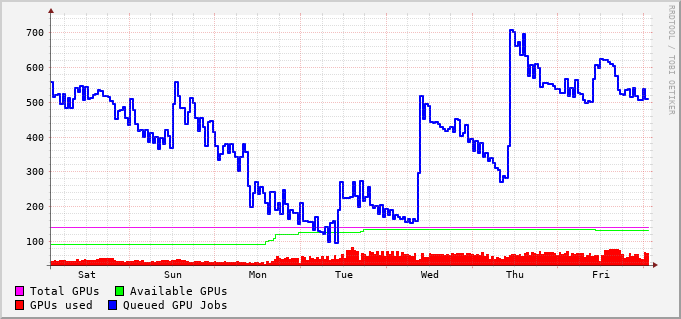 700
600
500
400
300
200
100
Sat Sun Mon Tue Wed Thu Fri
Total GPUs Available GPUs
GPUs used Queued GPU Jobs
RRDTOOL / TOBI OETIKER